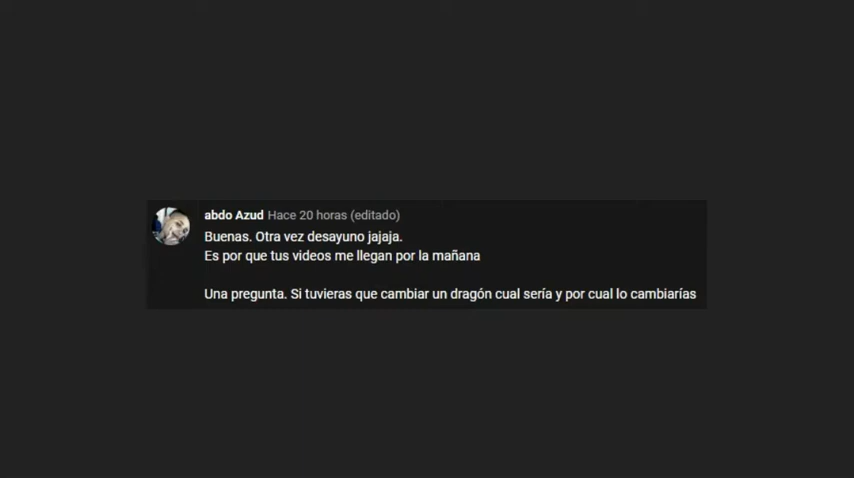 abdo Azud Hace 20 horas (editado)
Buenas. Otra vez desayuno jajaja.
Es por que tus videos me llegan por la mañana
Una pregunta. Si tuvieras que cambiar un dragón cual sería y por cual lo cambiarías